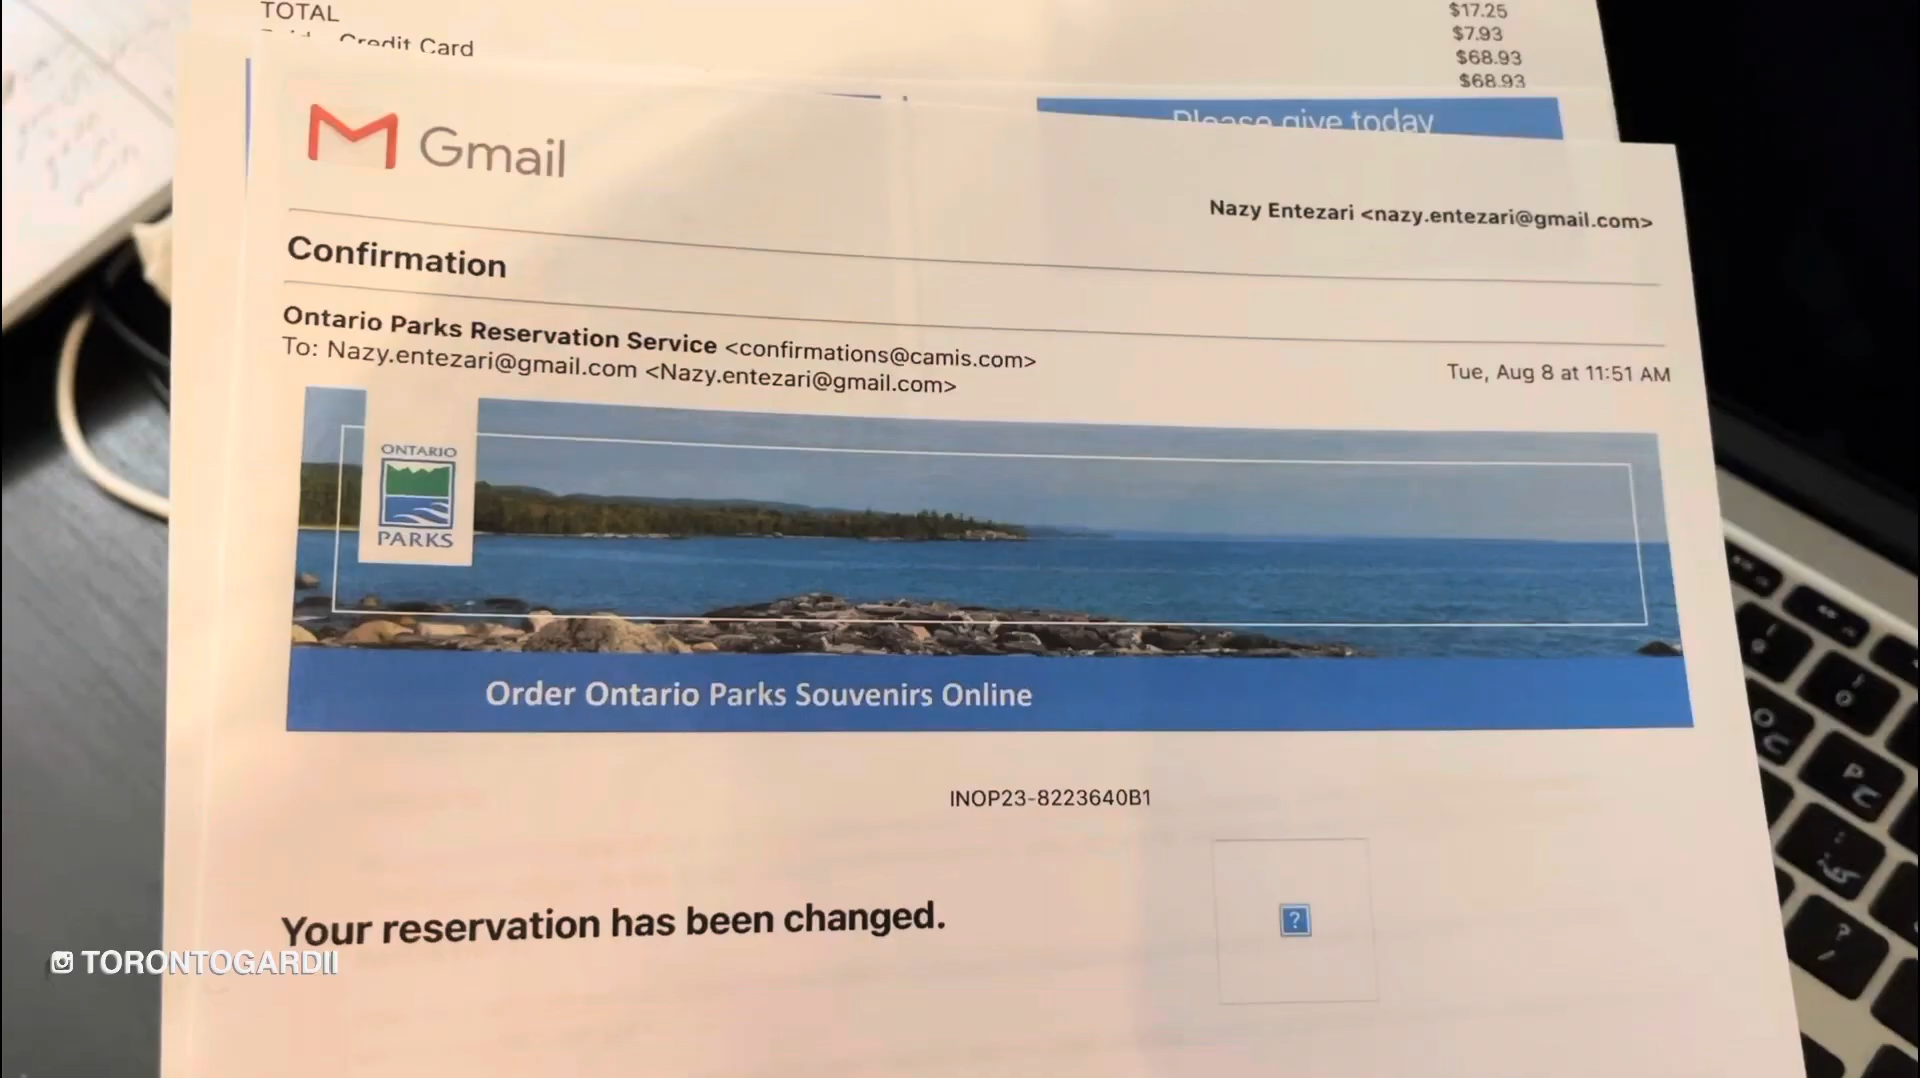 TOTAL
Credit Card
$17.25
$7.93
$68.93
$68.93
Please give today
Gmail
Nazy Entezari <nazy.entezari@gmail.com>
Confirmation
Ontario Parks Reservation Service <confirmations@camis.com>
To: Nazy.entezari@gmail.com <Nazy.entezari@gmail.com>
Tue, Aug 8 at 11:51 AM
ONTARIO
PARKS
Order Ontario Parks Souvenirs Online
INOP23-8223640B1
Your reservation has been changed.
?
TORONTOGARDII